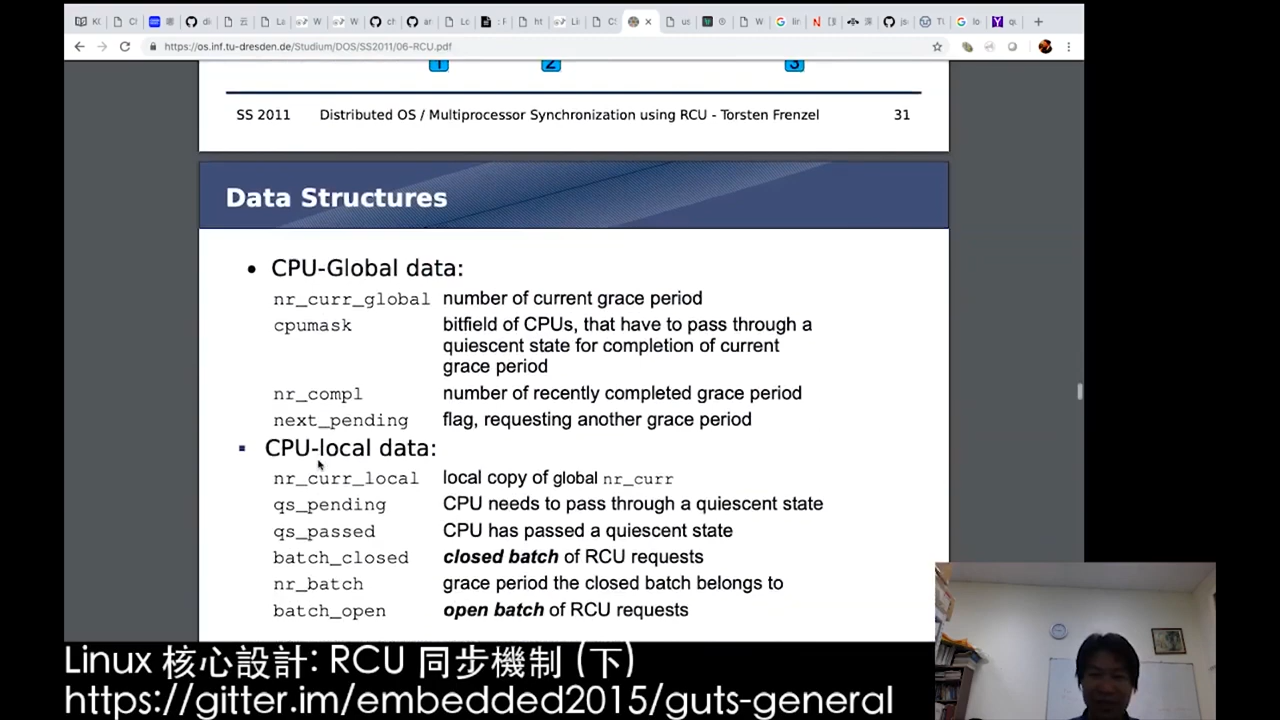 https://os.inf.tu-dresden.de/Studium/DOS/SS2011/06-RCU.pdf
1 2 3
SS 2011 Distributed OS / Multiprocessor Synchronization using RCU - Torsten Frenzel 31
Data Structures
• CPU-Global data:
nr_curr_global number of current grace period
cpumask bitfield of CPUs, that have to pass through a
quiescent state for completion of current
grace period
nr_compl number of recently completed grace period
next_pending flag, requesting another grace period
▪ CPU-local data:
nr_curr_local local copy of global nr_curr
qs_pending CPU needs to pass through a quiescent state
qs_passed CPU has passed a quiescent state
batch_closed closed batch of RCU requests
nr_batch grace period the closed batch belongs to
batch_open open batch of RCU requests
Linux 核心設計: RCU 同步機制 (下)
https://gitter.im/embedded2015/guts-general